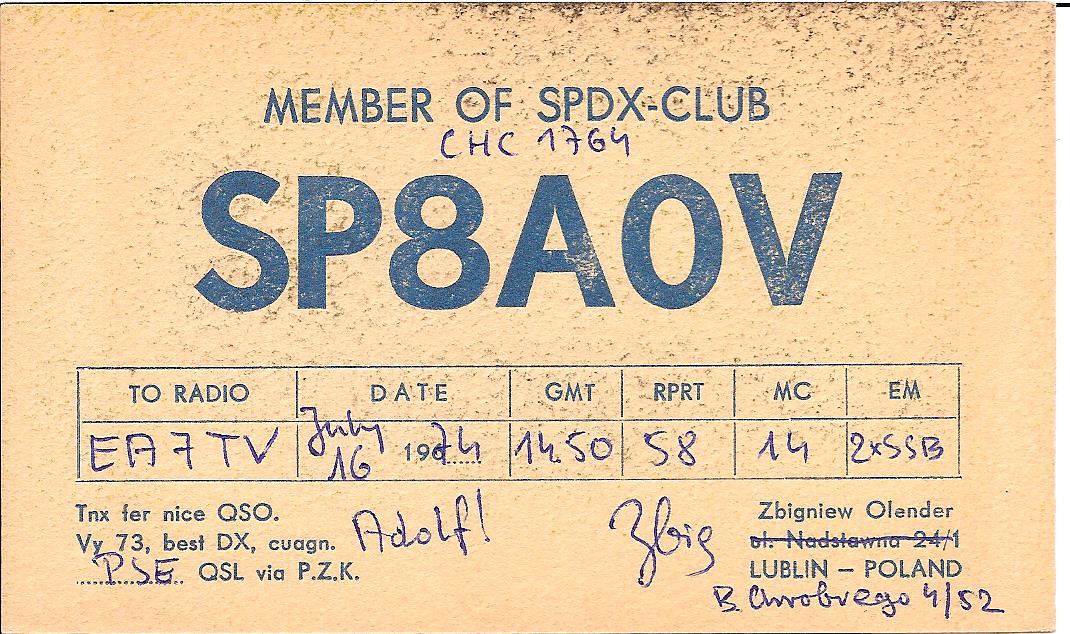 MEMBER OF SPDX-CLUB
CHC 1764
SP8AOV
TO RADIO DATE GMT RPRT MC EM
EA7TV July 16 1974 14.50 58 14 2xSSB
Tnx fer nice QSO. Adolf! Zbig Zbigniew Olender
Vy 73, best DX, cuagn. ul. Nadstawna 24/1
PSE QSL via P.Z.K. LUBLIN – POLAND
B. Chrobrego 4/52